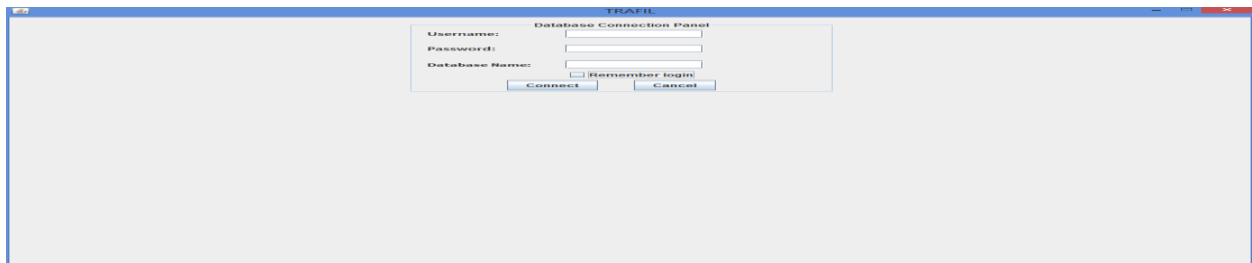 TRAFIL
Database Connection Panel
Username:
Password:
Database Name:
Remember login
Connect Cancel